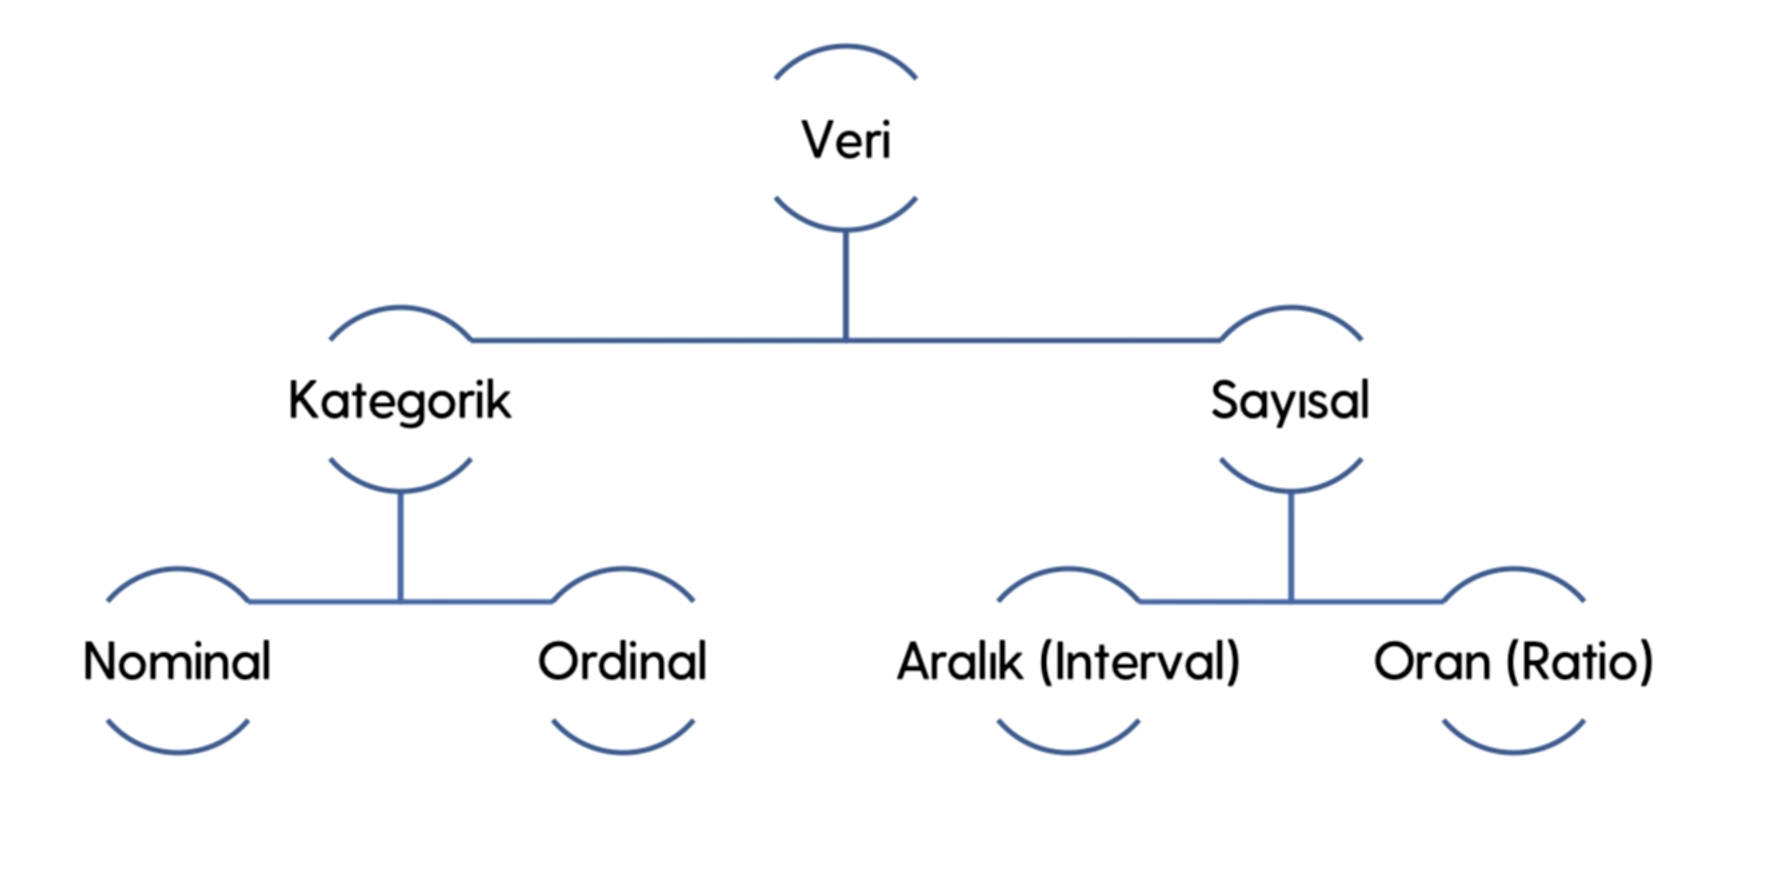 Veri
Kategorik
Sayısal
Nominal
Ordinal
Aralık (Interval)
Oran (Ratio)